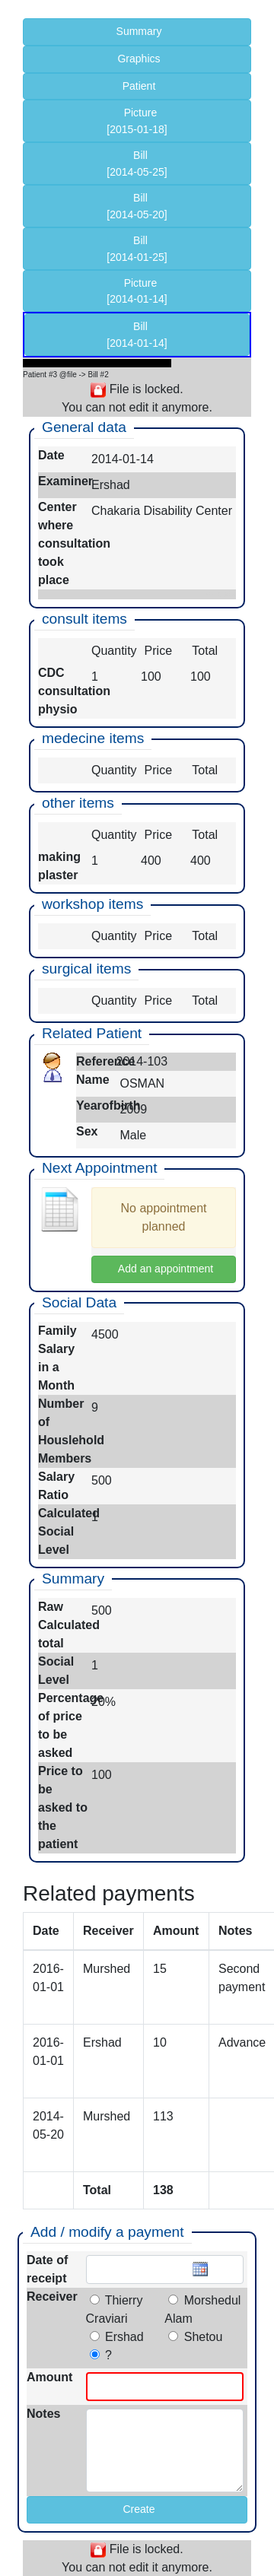 Summary
Graphics
Patient
Picture
[2015-01-18]
Bill
[2014-05-25]
Bill
[2014-05-20]
Bill
[2014-01-25]
Picture
[2014-01-14]
Bill
[2014-01-14]
Patient #3 @file -> Bill #2
File is locked.
You can not edit it anymore.
General data
Date 2014-01-14
Examiner Ershad
Center Chakaria Disability Center
where
consultation
took
place
consult items
Quantity Price Total
CDC 1 100 100
consultation
physio
medecine items
Quantity Price Total
other items
Quantity Price Total
making 1 400 400
plaster
workshop items
Quantity Price Total
surgical items
Quantity Price Total
Related Patient
Reference 2014-103
Name OSMAN
Yearofbirth 2009
Sex Male
Next Appointment
No appointment
planned
Add an appointment
Social Data
Family 4500
Salary
in a
Month
Number 9
of
Houslehold
Members
Salary 500
Ratio
Calculated 1
Social
Level
Summary
Raw 500
Calculated
total
Social 1
Level
Percentage 20%
of price
to be
asked
Price to 100
be
asked to
the
patient
Related payments
Date Receiver Amount Notes
2016- Murshed 15 Second
01-01 payment
2016- Ershad 10 Advance
01-01
2014- Murshed 113
05-20
Total 138
Add / modify a payment
Date of
receipt
Receiver Thierry Morshedul
Craviari Alam
Ershad Shetou
?
Amount
Notes
Create
File is locked.
You can not edit it anymore.